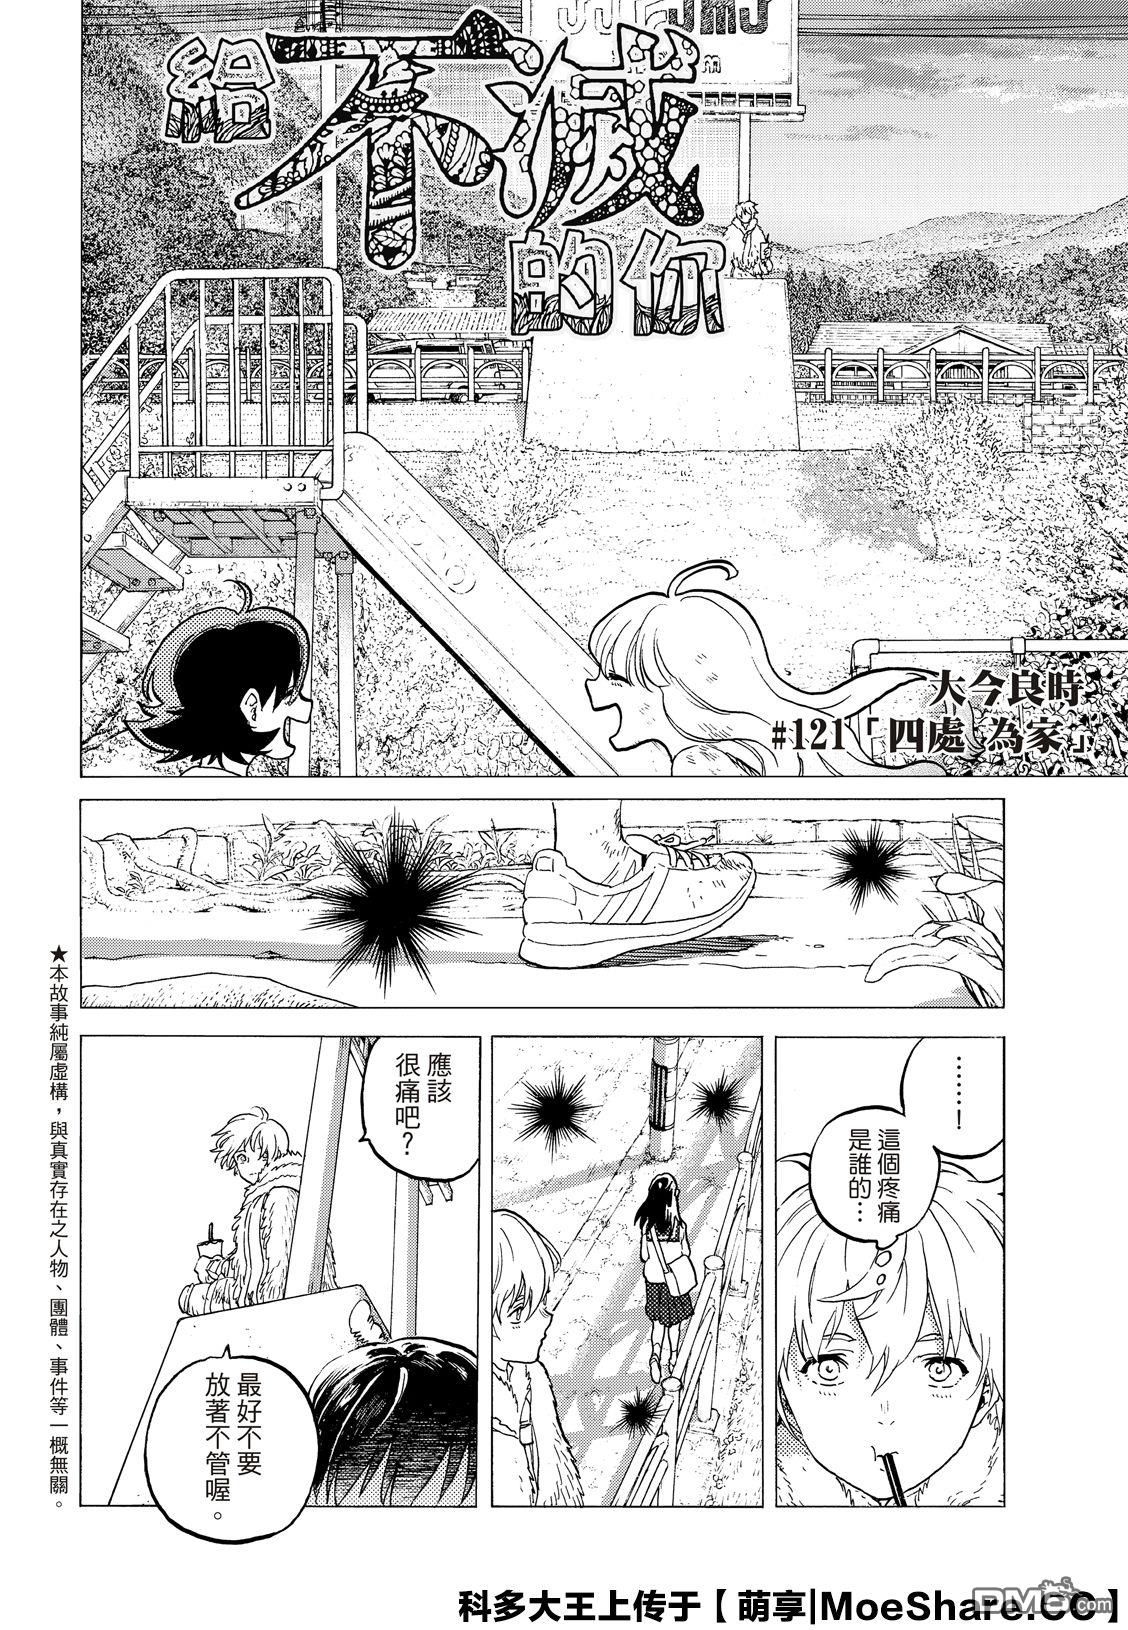 給不滅的你
大今良時
#121「四處 為家」
……！
這個疼痛
是誰的…
應該
很痛吧？
最好不要
放著不管喔。
★本故事純屬虛構，與真實存在之人物、團體、事件等一概無關。
科多大王上传于【萌享|MoeShare.CC】